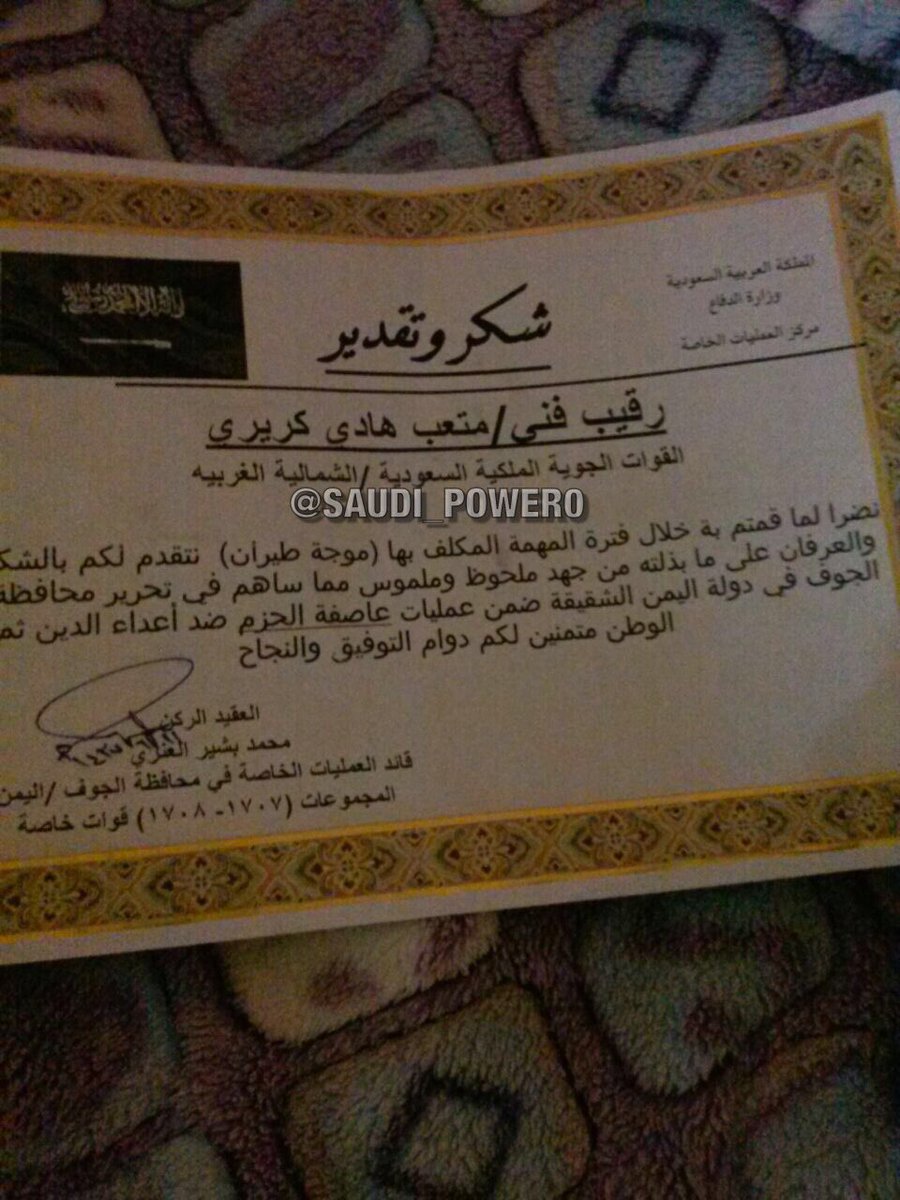 المملكة العربية السعودية
وزارة الدفاع
مركز العمليات الخاصة
شكر وتقدير
رقيب فني/متعب هادي كريري
القوات الجوية الملكية السعودية /الشمالية الغربيه
@SAUDI_POWERO
نضرا لما قمتم بة خلال فترة المهمة المكلف بها (موجة طيران) نتقدم لكم بالشكر
والعرفان على ما بذلته من جهد ملحوظ وملموس مما ساهم في تحرير محافظة
الجوف في دولة اليمن الشقيقة ضمن عمليات عاصفة الحزم ضد أعداء الدين ثم
الوطن متمنين لكم دوام التوفيق والنجاح
العقيد الركن
محمد بشير العنزي
قائد العمليات الخاصة في محافظة الجوف /اليمن
المجموعات (١٧٠٧- ١٧٠٨) قوات خاصة